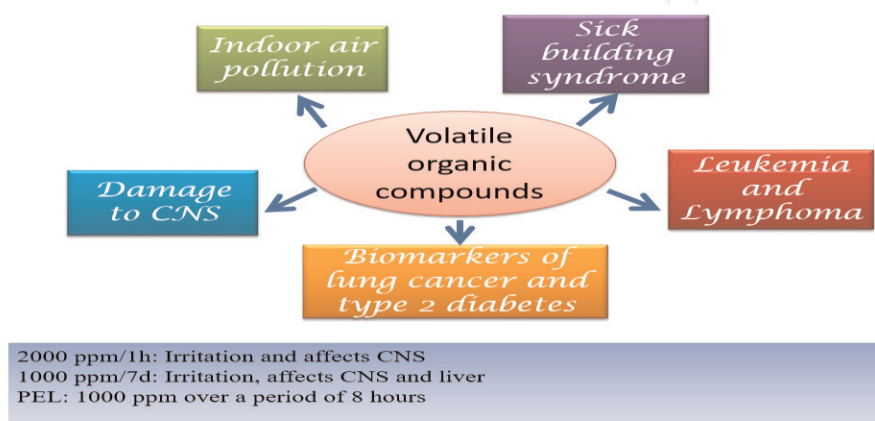 Indoor air
pollution
Sick
building
syndrome
Volatile
organic
compounds
Damage
to CNS
Leukemia
and
Lymphoma
Biomarkers of
lung cancer and
type 2 diabetes
2000 ppm/1h: Irritation and affects CNS
1000 ppm/7d: Irritation, affects CNS and liver
PEL: 1000 ppm over a period of 8 hours